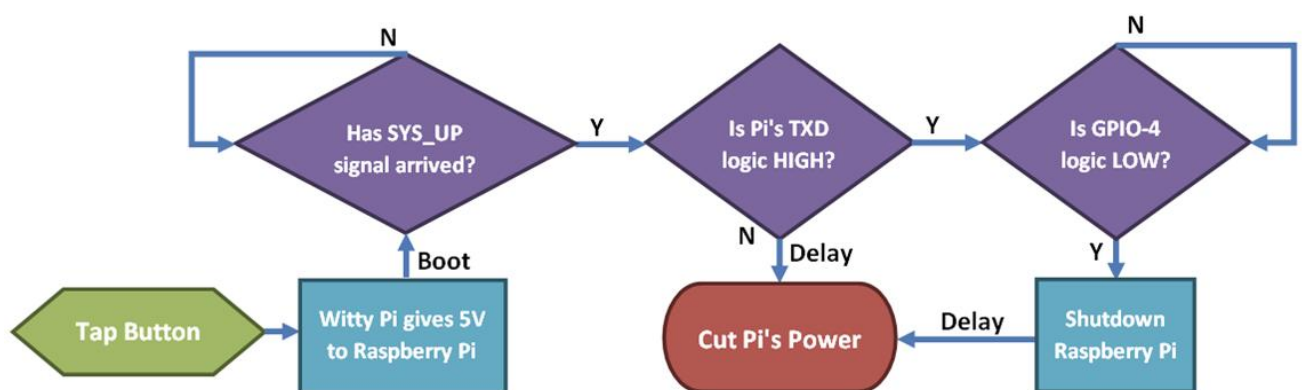 N
N
Has SYS_UP
signal arrived?
Y
Is Pi's TXD
logic HIGH?
Y
Is GPIO-4
logic LOW?
N
Delay
Y
Boot
Tap Button
Witty Pi gives 5V
to Raspberry Pi
Cut Pi's Power
Delay
Shutdown
Raspberry Pi